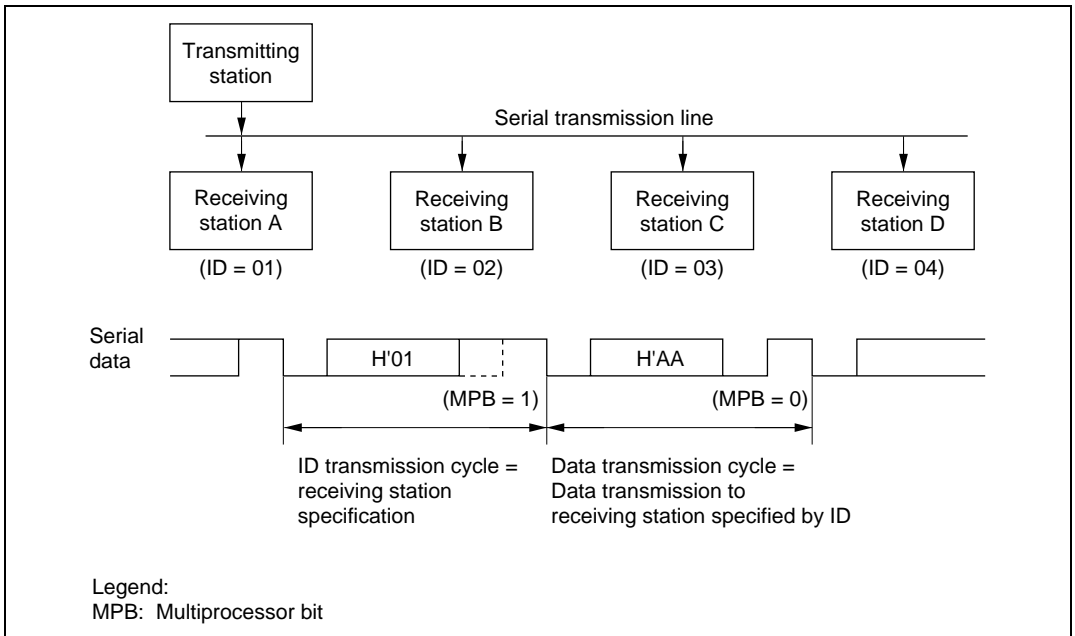 Transmitting
station
Serial transmission line
Receiving
station A
Receiving
station B
Receiving
station C
Receiving
station D
(ID = 01)
(ID = 02)
(ID = 03)
(ID = 04)
Serial
data
H'01
H'AA
(MPB = 1)
(MPB = 0)
ID transmission cycle =
receiving station
specification
Data transmission cycle =
Data transmission to
receiving station specified by ID
Legend:
MPB: Multiprocessor bit